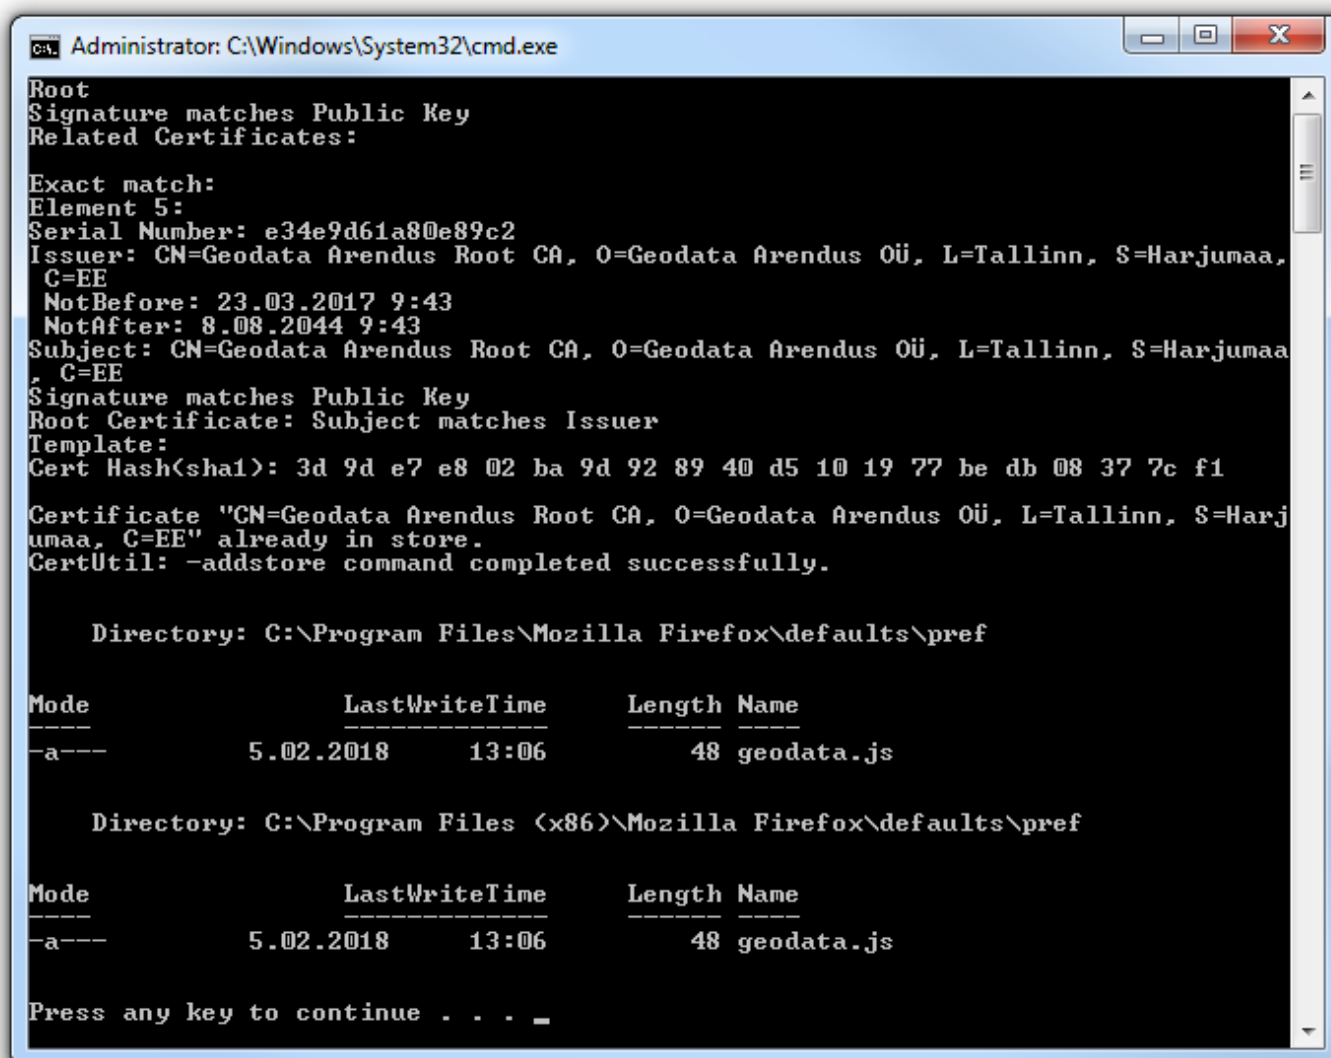 Administrator: C:\Windows\System32\cmd.exe
Root
Signature matches Public Key
Related Certificates:
Exact match:
Element 5:
Serial Number: e34e9d61a80e89c2
Issuer: CN=Geodata Arendus Root CA, O=Geodata Arendus OÜ, L=Tallinn, S=Harjumaa,
C=EE
NotBefore: 23.03.2017 9:43
NotAfter: 8.08.2044 9:43
Subject: CN=Geodata Arendus Root CA, O=Geodata Arendus OÜ, L=Tallinn, S=Harjumaa
, C=EE
Signature matches Public Key
Root Certificate: Subject matches Issuer
Template:
Cert Hash(sha1): 3d 9d e7 e8 02 ba 9d 92 89 40 d5 10 19 77 be db 08 37 7c f1
Certificate "CN=Geodata Arendus Root CA, O=Geodata Arendus OÜ, L=Tallinn, S=Harj
umaa, C=EE" already in store.
CertUtil: -addstore command completed successfully.
Directory: C:\Program Files\Mozilla Firefox\defaults\pref
Mode LastWriteTime Length Name
---- ------------- ------ ----
-a--- 5.02.2018 13:06 48 geodata.js
Directory: C:\Program Files (x86)\Mozilla Firefox\defaults\pref
Mode LastWriteTime Length Name
---- ------------- ------ ----
-a--- 5.02.2018 13:06 48 geodata.js
Press any key to continue . . . _